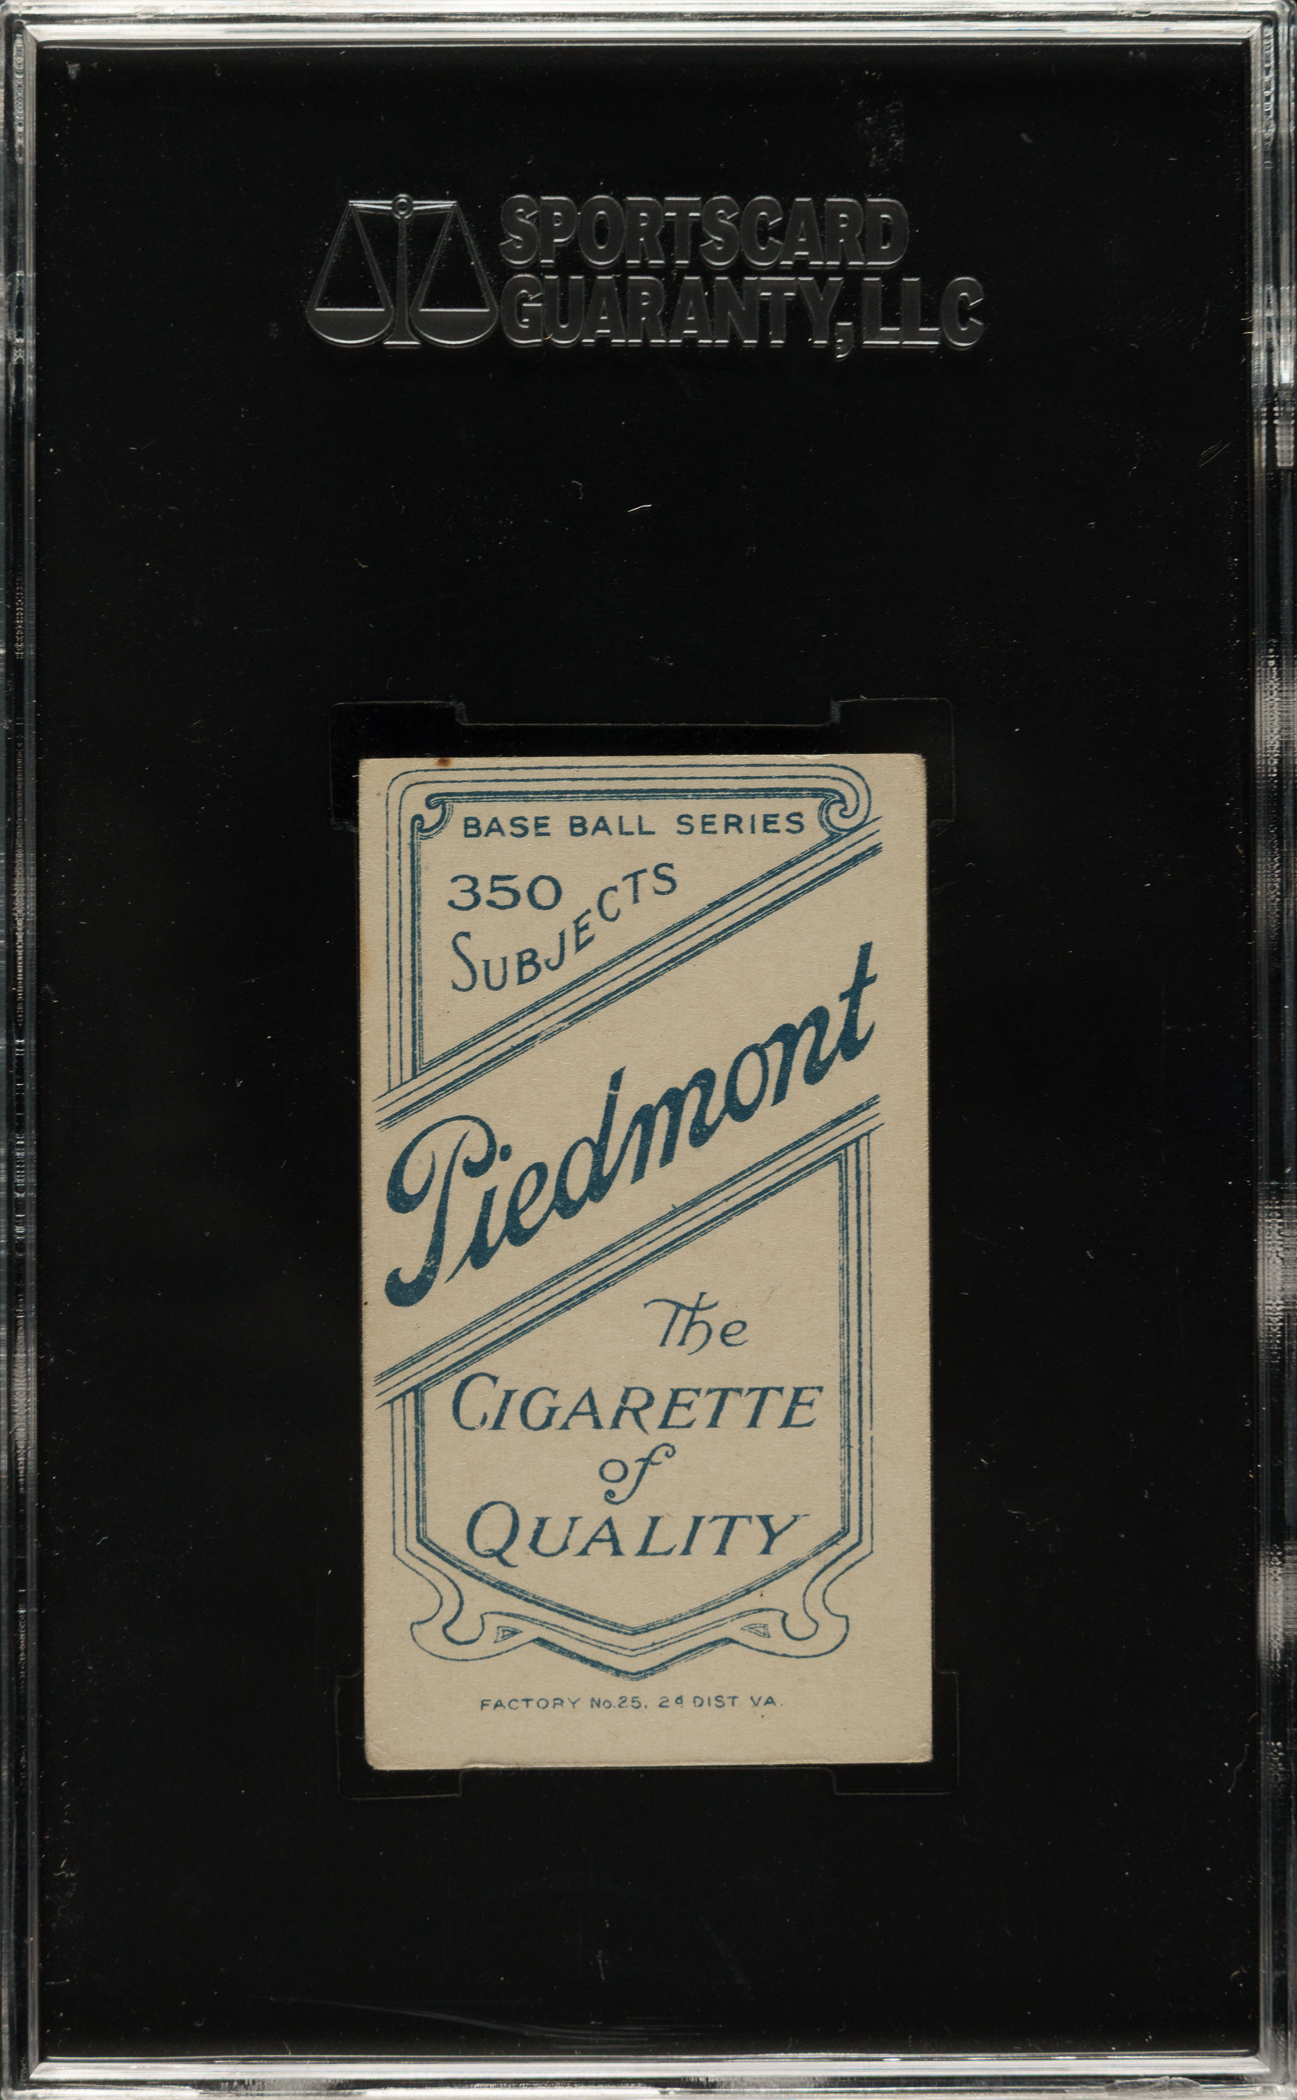 SPORTSCARD
GUARANTY, LLC
BASE BALL SERIES
350
SUBJECTS
Piedmont
The
CIGARETTE
of
QUALITY
FACTORY No. 25. 2d DIST. VA.